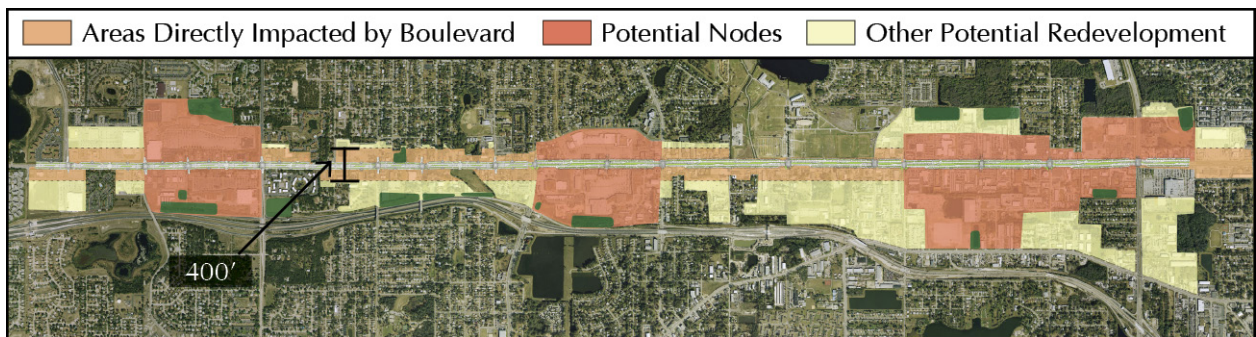 Areas Directly Impacted by Boulevard
Potential Nodes
Other Potential Redevelopment
400’